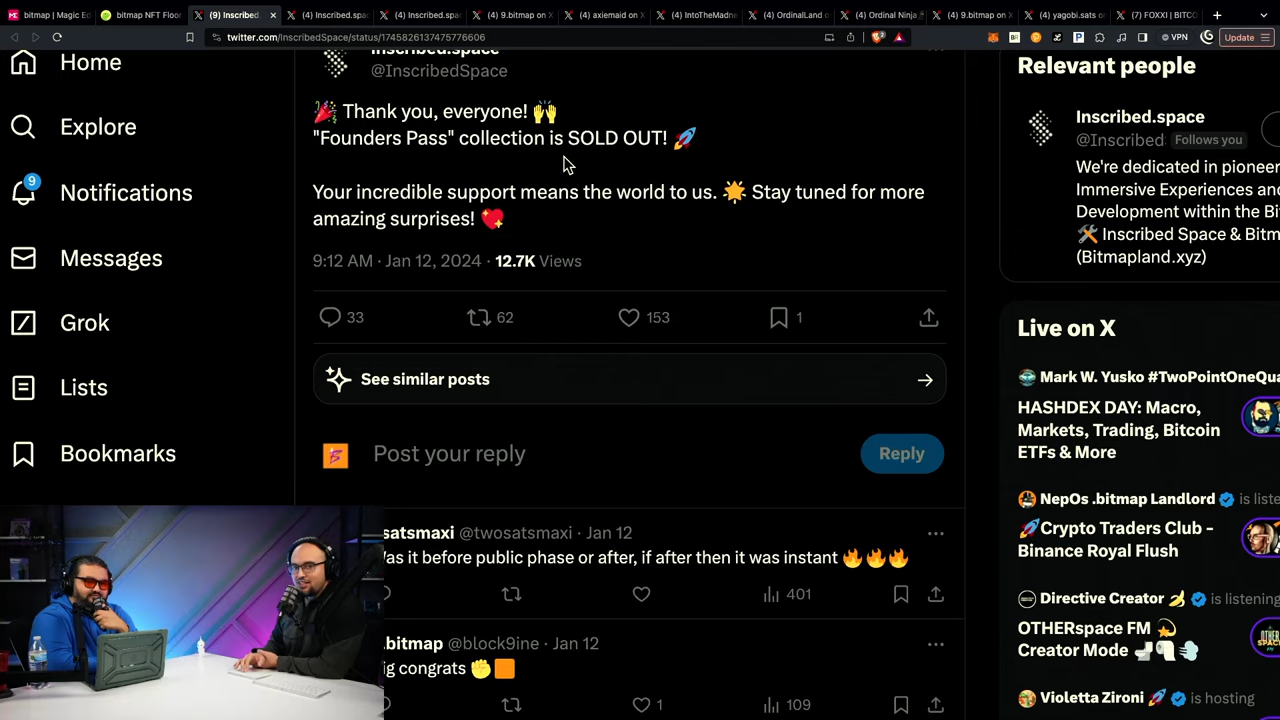 bitmap | Magic Ed
bitmap NFT Floor
(9) Inscribed.
(4) Inscribed.spac
(4) Inscribed.spac
(4) 9.bitmap on X
(4) axiemaid on X
(4) IntoTheMadne
(4) OrdinalLand o
(4) Ordinal Ninja
(4) 9.bitmap on X
(4) yagobi.sats on
(7) FOXXI | BITCO
twitter.com/InscribedSpace/status/1745826137475776606
VPN
Update
Home
Explore
9
Notifications
Messages
Grok
Lists
Bookmarks
Inscribed.space
@InscribedSpace
🎉 Thank you, everyone! 🙌
"Founders Pass" collection is SOLD OUT! 🚀
Your incredible support means the world to us. 🌟 Stay tuned for more
amazing surprises! 💖
9:12 AM · Jan 12, 2024 · 12.7K Views
33 62 153 1
See similar posts
Post your reply
Reply
satsmaxi @twosatsmaxi · Jan 12
as it before public phase or after, if after then it was instant 🔥🔥🔥
401
.bitmap @block9ine · Jan 12
ig congrats ✊🟧
1 109
Relevant people
Inscribed.space
@Inscribed Follows you
We're dedicated in pioneer
Immersive Experiences and
Development within the Bi
🛠️ Inscribed Space & Bitm
(Bitmapland.xyz)
Live on X
Mark W. Yusko #TwoPointOneQua
HASHDEX DAY: Macro,
Markets, Trading, Bitcoin
ETFs & More
NepOs .bitmap Landlord is liste
🚀Crypto Traders Club -
Binance Royal Flush
Directive Creator 🍌 is listening
OTHERspace FM 💫
Creator Mode 🚽🧻💨
Violetta Zironi 🚀 is hosting